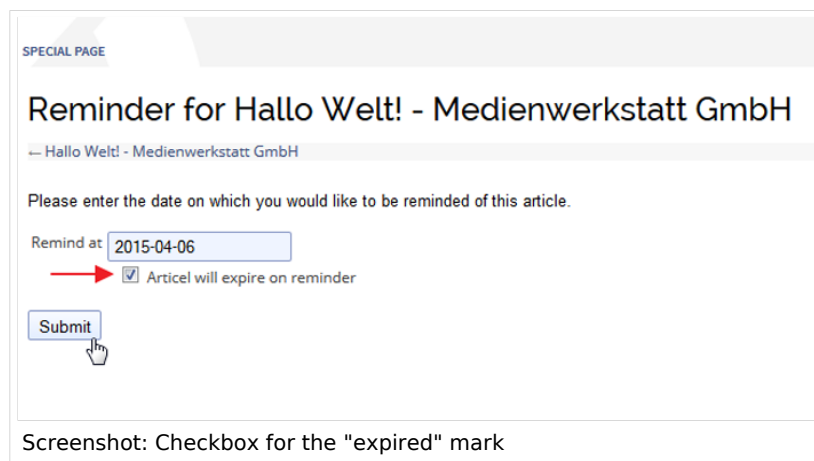 SPECIAL PAGE
Reminder for Hallo Welt! - Medienwerkstatt GmbH
← Hallo Welt! - Medienwerkstatt GmbH
Please enter the date on which you would like to be reminded of this article.
Remind at 2015-04-06
Articel will expire on reminder
Submit
Screenshot: Checkbox for the "expired" mark